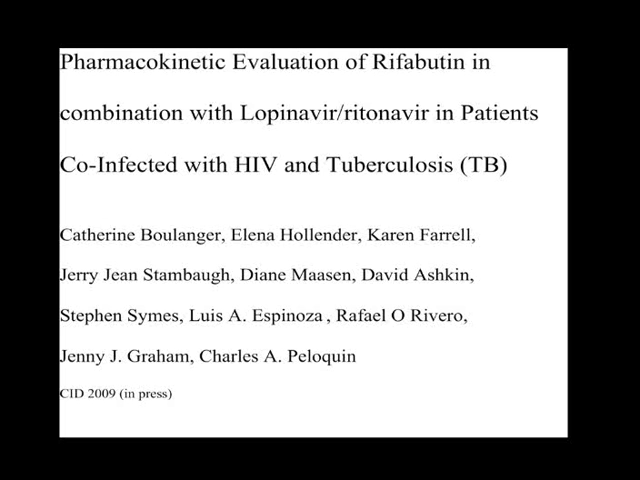 Pharmacokinetic Evaluation of Rifabutin in
combination with Lopinavir/ritonavir in Patients
Co-Infected with HIV and Tuberculosis (TB)
Catherine Boulanger, Elena Hollender, Karen Farrell,
Jerry Jean Stambaugh, Diane Maasen, David Ashkin,
Stephen Symes, Luis A. Espinoza , Rafael O Rivero,
Jenny J. Graham, Charles A. Peloquin
CID 2009 (in press)